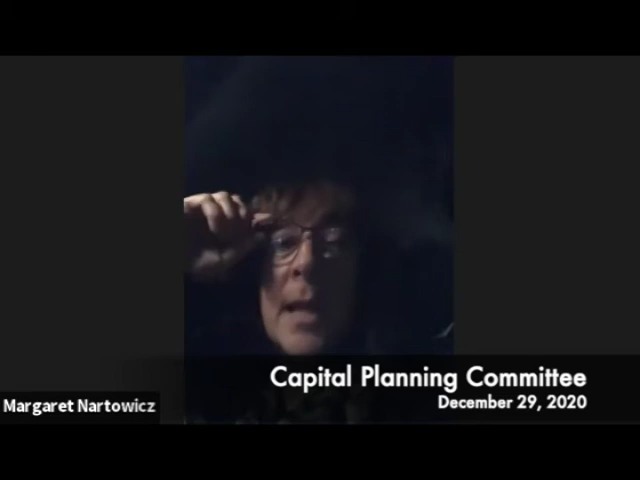 Capital Planning Committee
December 29, 2020
Margaret Nartowicz